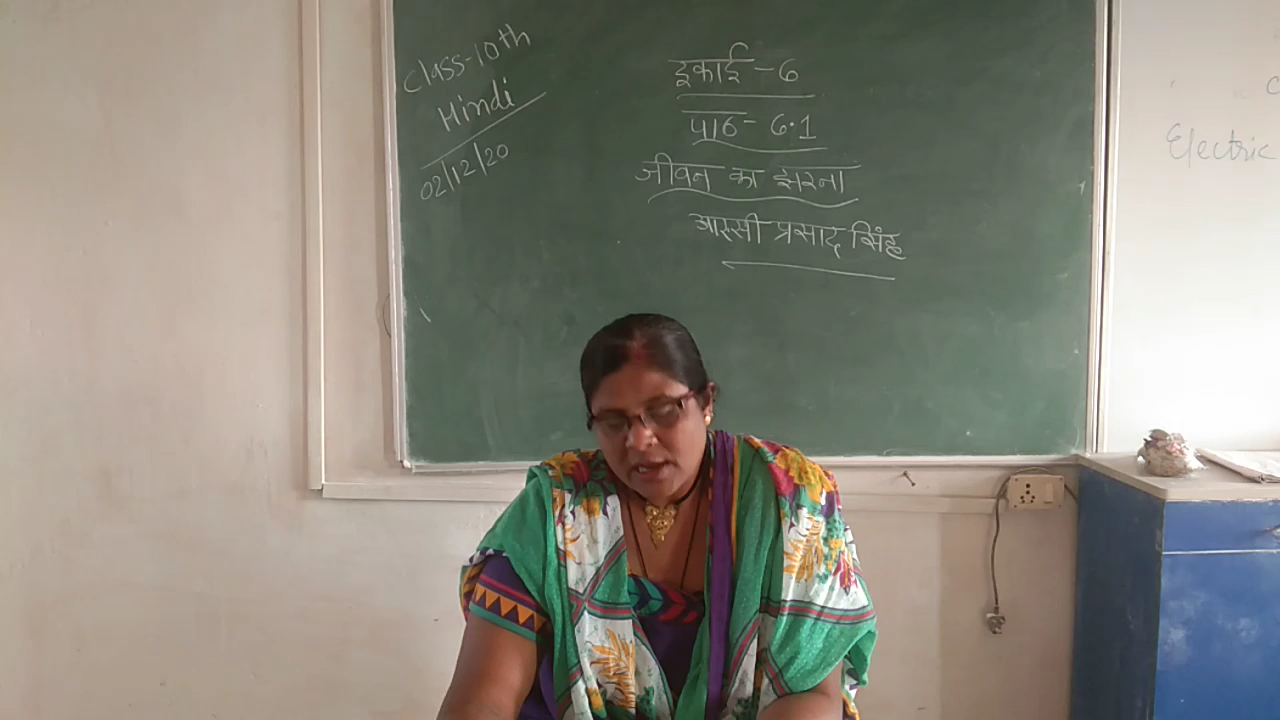 Class-10th
Hindi
02/12/20
इकाई - 6
पाठ - 6.1
जीवन का झरना
आरसी प्रसाद सिंह
Electric